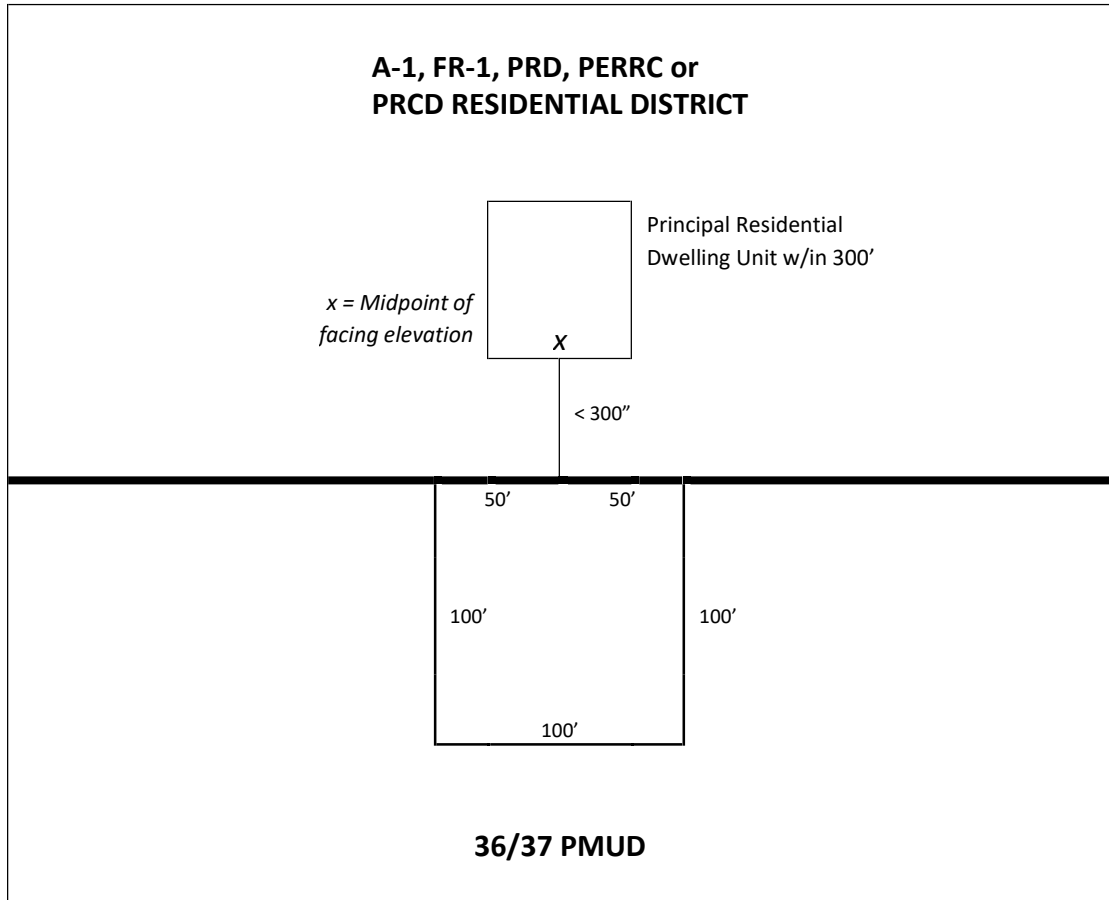 A-1, FR-1, PRD, PERRC or
PRCD RESIDENTIAL DISTRICT
Principal Residential
Dwelling Unit w/in 300’
x = Midpoint of
facing elevation
X
< 300”
50’
50’
100’
100’
100’
36/37 PMUD